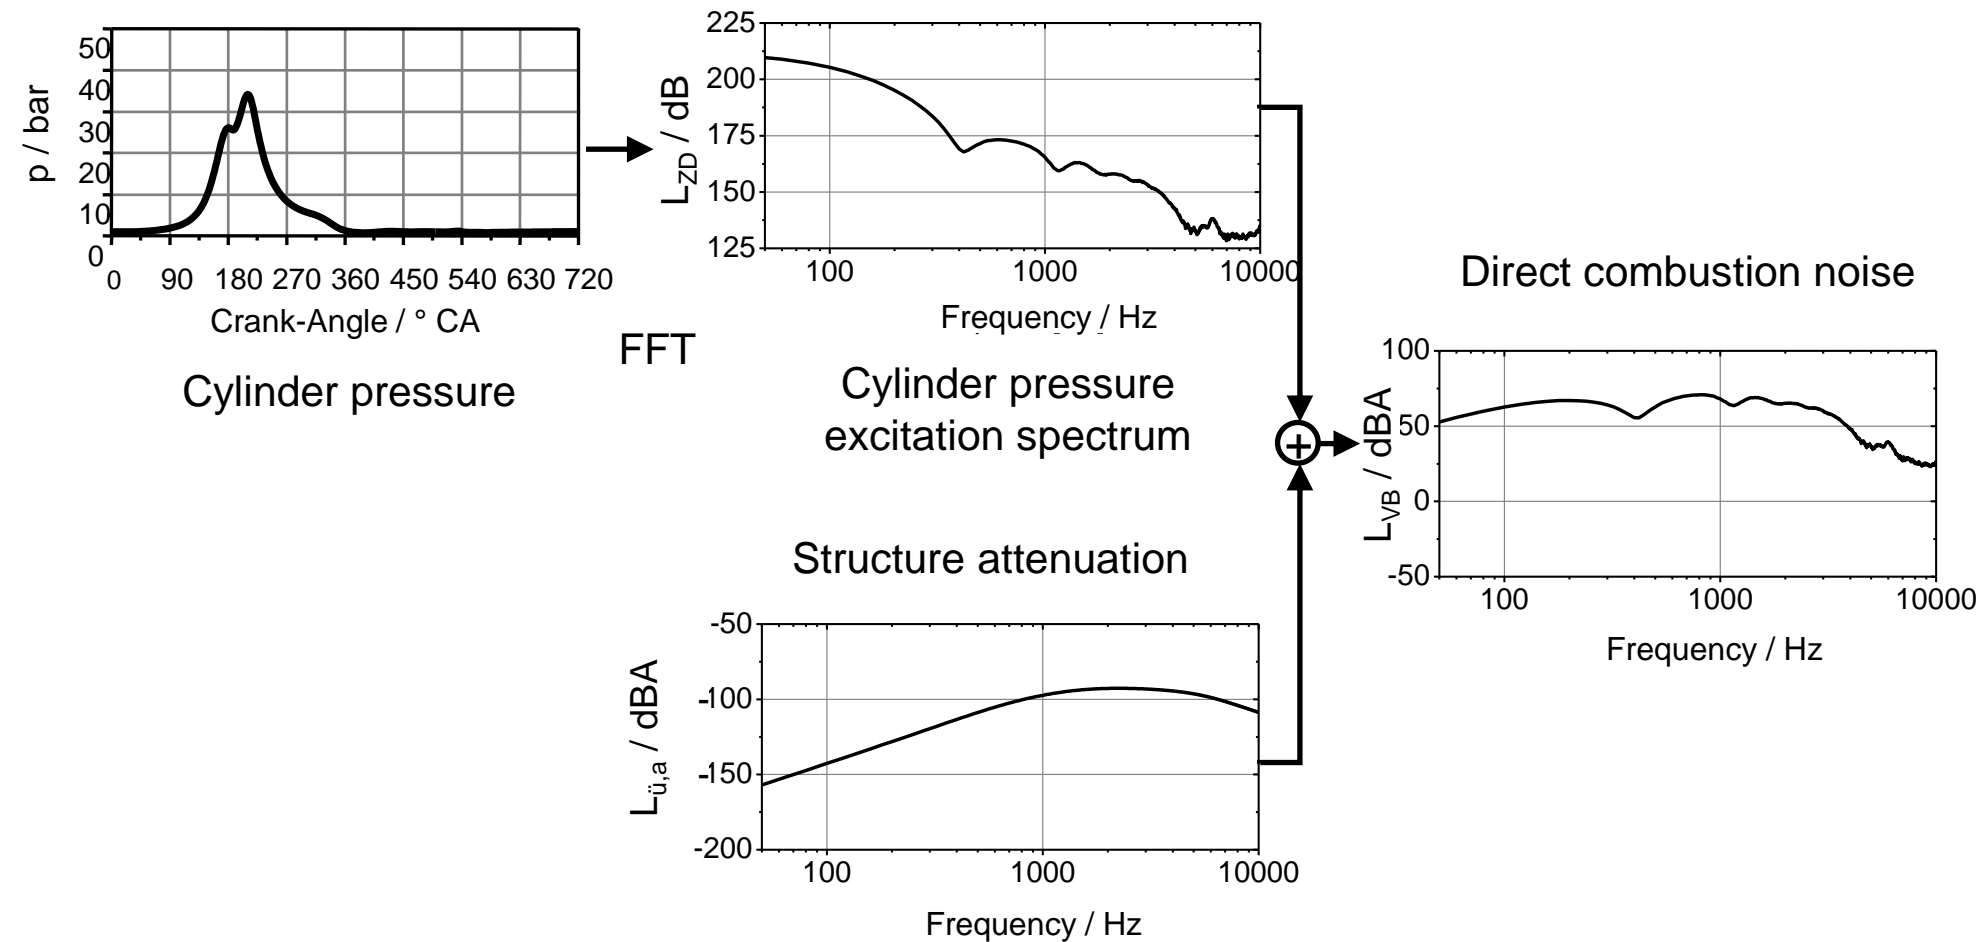 50
40
30
20
10
0
p / bar
0 90 180 270 360 450 540 630 720
Crank-Angle / ° CA
Cylinder pressure
FFT
225
200
175
150
125
L_ZD / dB
100 1000 10000
Frequency / Hz
Cylinder pressure
excitation spectrum
Structure attenuation
-50
-100
-150
-200
L_ü,a / dBA
100 1000 10000
Frequency / Hz
+
Direct combustion noise
100
50
0
-50
L_VB / dBA
100 1000 10000
Frequency / Hz